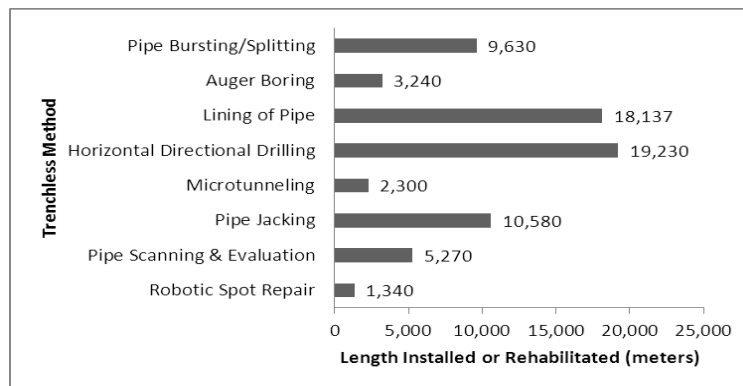 Trenchless Method
Pipe Bursting/Splitting 9,630
Auger Boring 3,240
Lining of Pipe 18,137
Horizontal Directional Drilling 19,230
Microtunneling 2,300
Pipe Jacking 10,580
Pipe Scanning & Evaluation 5,270
Robotic Spot Repair 1,340
0 5,000 10,000 15,000 20,000 25,000
Length Installed or Rehabilitated (meters)